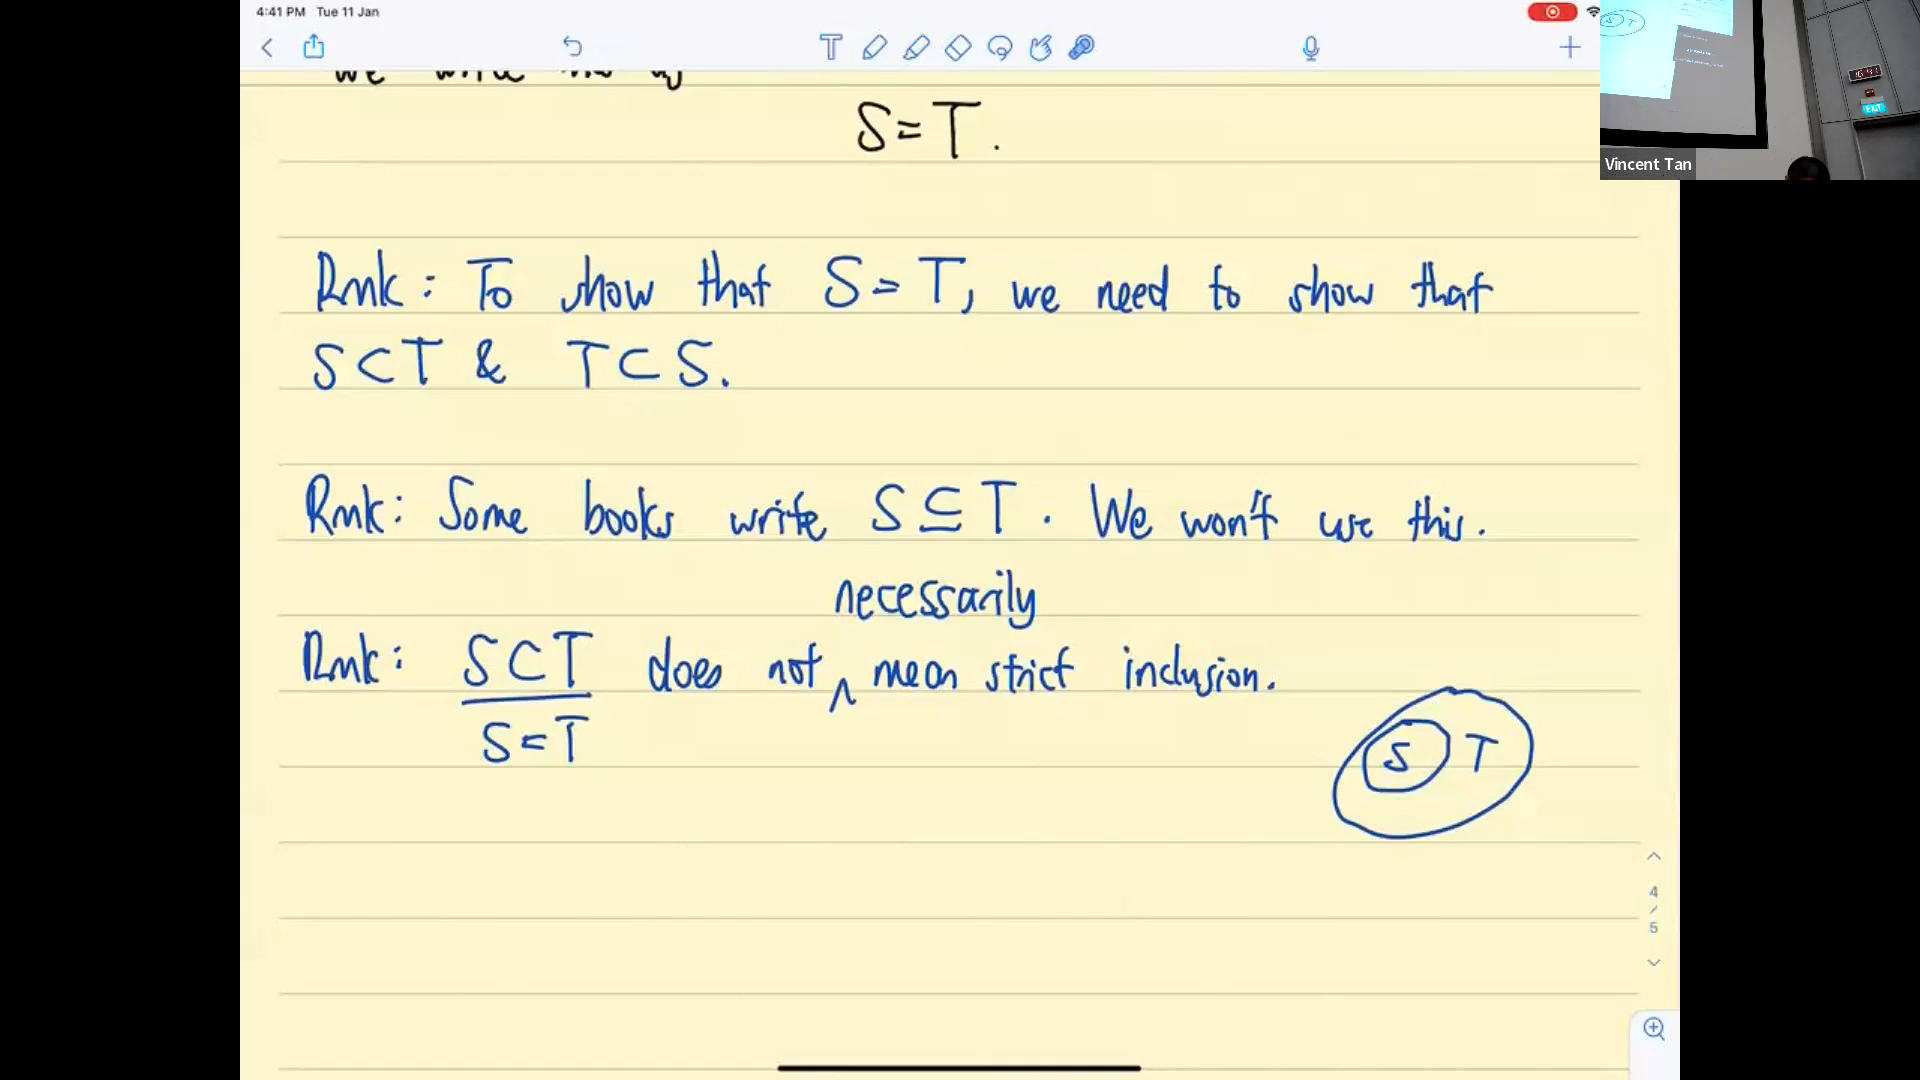 4:41 PM Tue 11 Jan
S=T.
Rmk: To show that S=T, we need to show that
S⊂T & T⊂S.
Rmk: Some books write S⊆T. We won't use this.
necessarily
Rmk: S⊂T does not ^ mean strict inclusion.
S=T
S T
4
/
5
Vincent Tan
EXIT